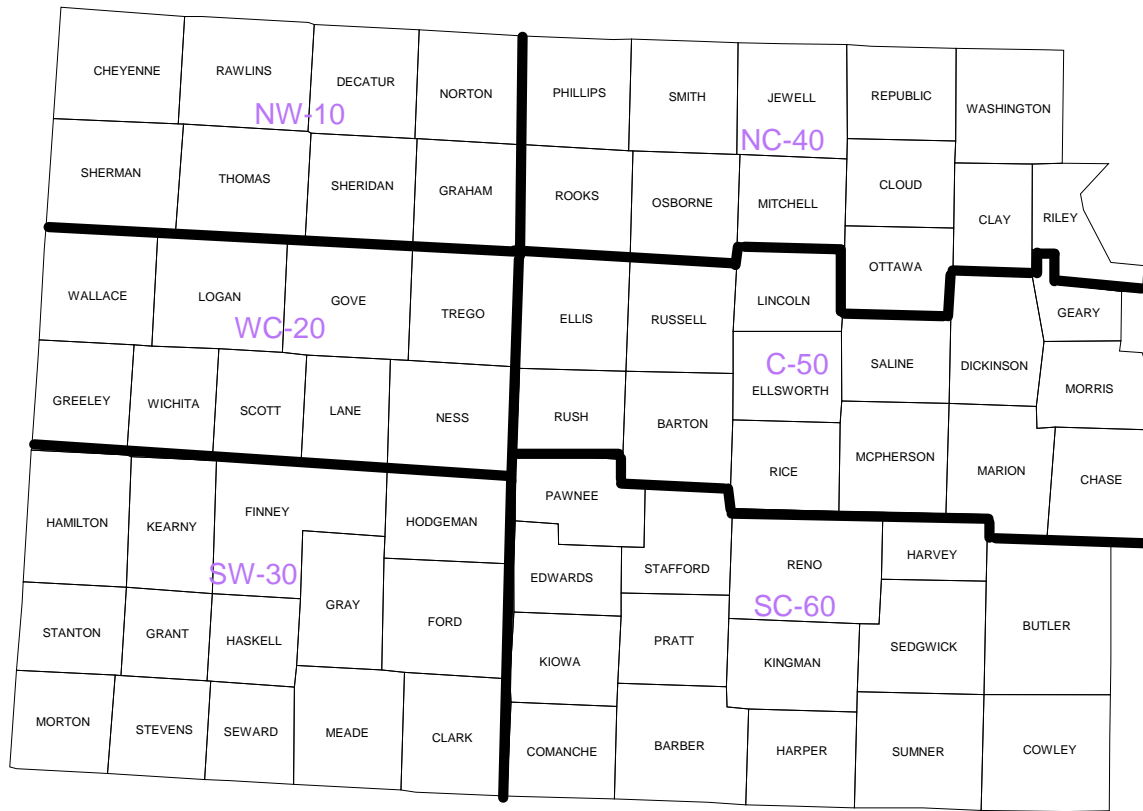 CHEYENNE
RAWLINS
DECATUR
NORTON
PHILLIPS
SMITH
JEWELL
REPUBLIC
WASHINGTON
NW-10
NC-40
SHERMAN
THOMAS
SHERIDAN
GRAHAM
ROOKS
OSBORNE
MITCHELL
CLOUD
CLAY
RILEY
OTTAWA
WALLACE
LOGAN
GOVE
TREGO
ELLIS
RUSSELL
LINCOLN
GEARY
WC-20
C-50
SALINE
DICKINSON
MORRIS
ELLSWORTH
GREELEY
WICHITA
SCOTT
LANE
NESS
RUSH
BARTON
RICE
MCPHERSON
MARION
CHASE
HAMILTON
KEARNY
FINNEY
HODGEMAN
PAWNEE
SW-30
EDWARDS
STAFFORD
RENO
HARVEY
SC-60
STANTON
GRANT
HASKELL
GRAY
FORD
KIOWA
PRATT
KINGMAN
SEDGWICK
BUTLER
MORTON
STEVENS
SEWARD
MEADE
CLARK
COMANCHE
BARBER
HARPER
SUMNER
COWLEY